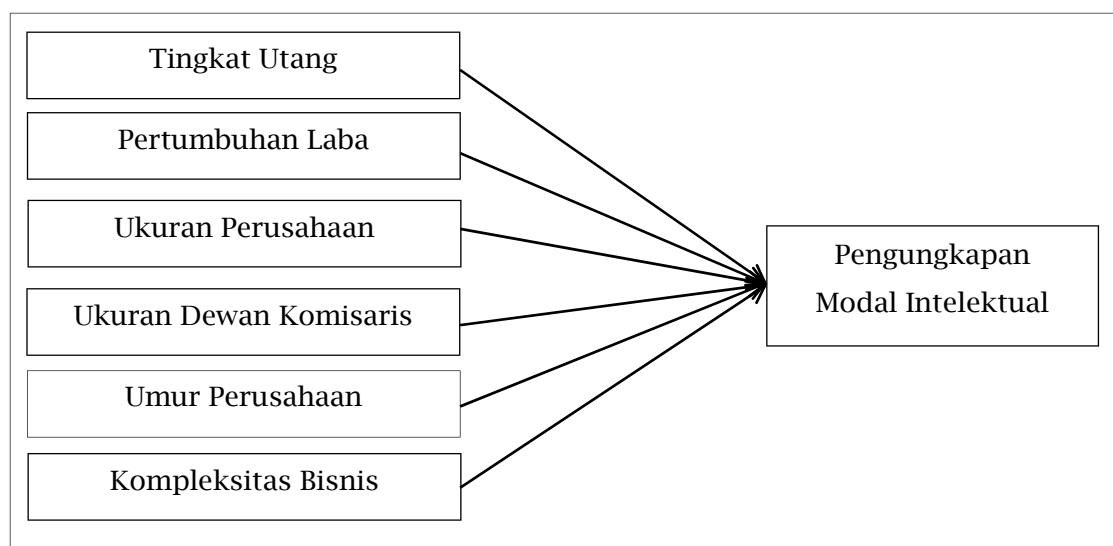 Tingkat Utang
Pertumbuhan Laba
Ukuran Perusahaan
Ukuran Dewan Komisaris
Umur Perusahaan
Kompleksitas Bisnis
Pengungkapan
Modal Intelektual